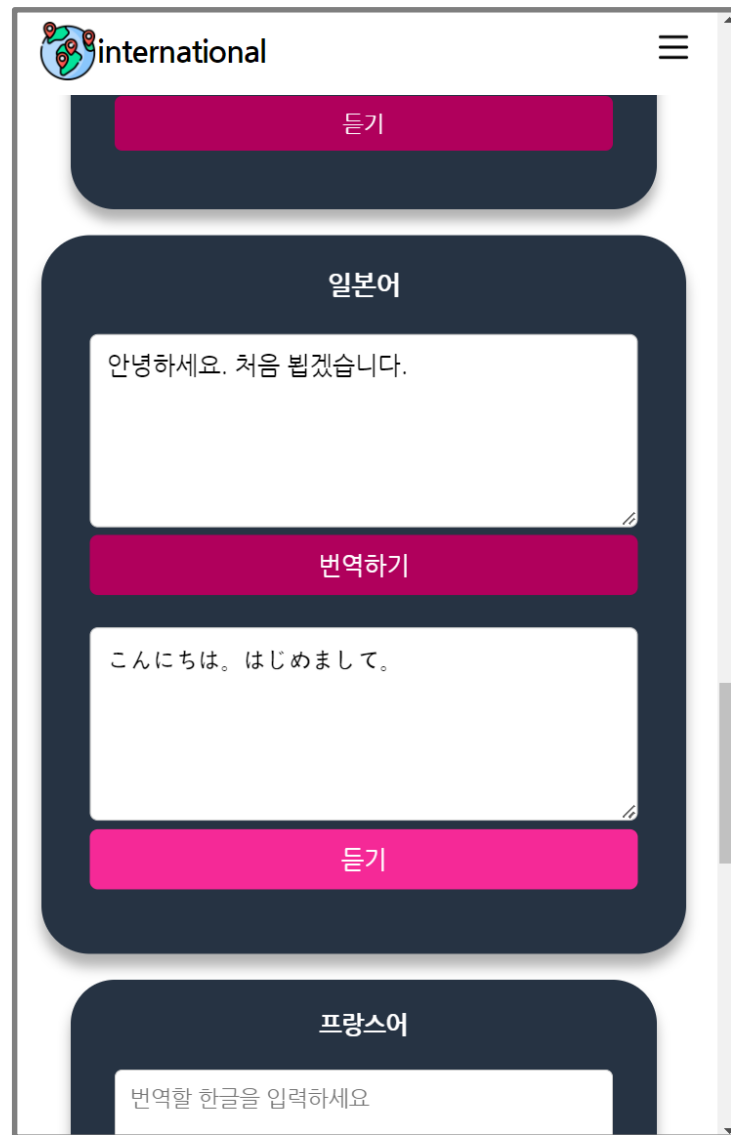 international
듣기
일본어
안녕하세요. 처음 뵙겠습니다.
번역하기
こんにちは。はじめまして。
듣기
프랑스어
번역할 한글을 입력하세요